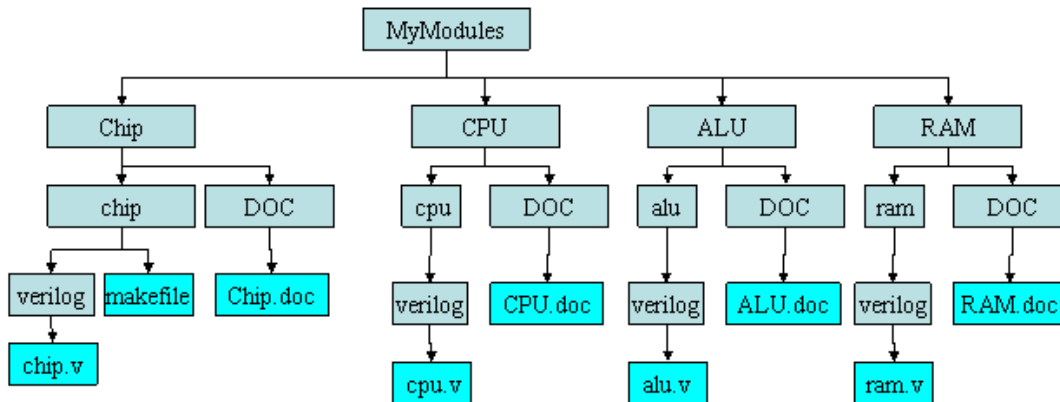 MyModules
Chip
CPU
ALU
RAM
chip
DOC
cpu
DOC
alu
DOC
ram
DOC
verilog
makefile
Chip.doc
verilog
CPU.doc
verilog
ALU.doc
verilog
RAM.doc
chip.v
cpu.v
alu.v
ram.v